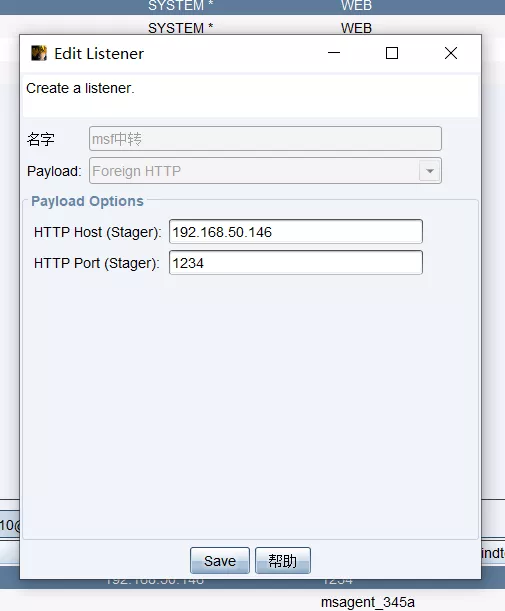 SYSTEM * WEB
SYSTEM * WEB
Edit Listener
Create a listener.
名字 msf中转
Payload: Foreign HTTP
Payload Options
HTTP Host (Stager): 192.168.50.146
HTTP Port (Stager): 1234
10@
Save 帮助
indt
192.168.50.146 1234
msagent_345a